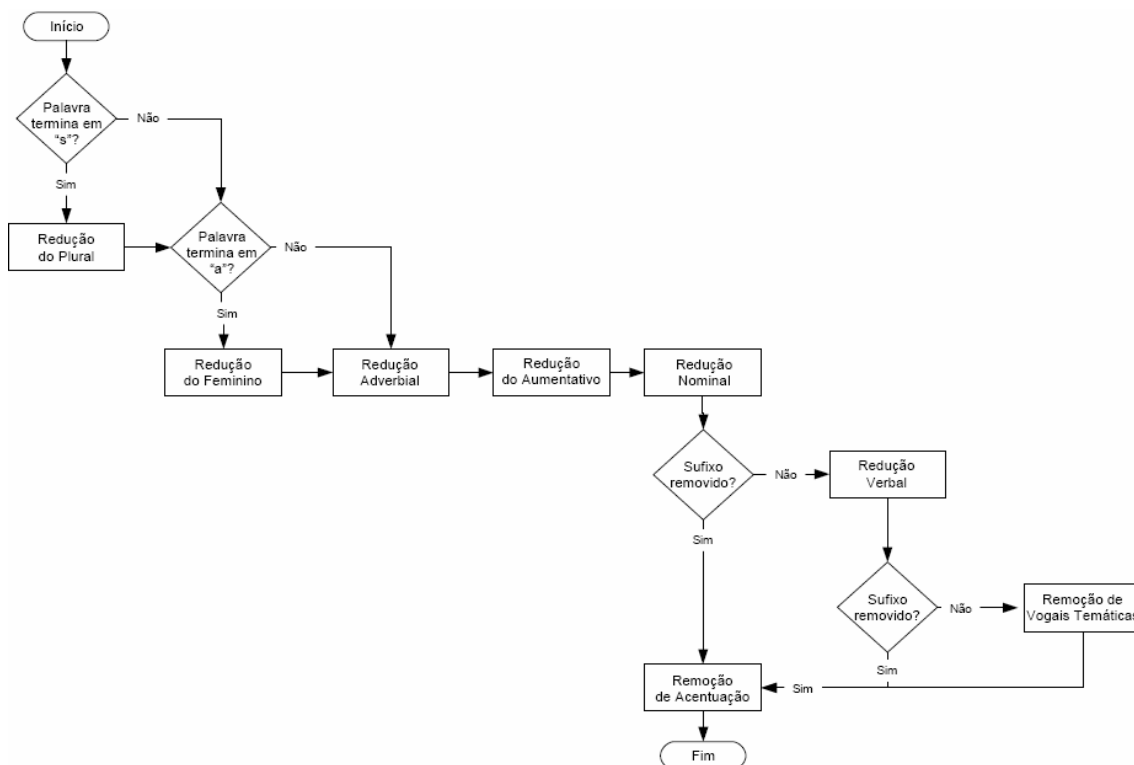 Início
Palavra
termina em
“s”?
Não
Sim
Redução
do Plural
Palavra
termina em
“a”?
Não
Sim
Redução
do Feminino
Redução
Adverbial
Redução
do Aumentativo
Redução
Nominal
Sufixo
removido?
Não
Redução
Verbal
Sim
Sufixo
removido?
Não
Remoção de
Vogais Temáticas
Sim
Remoção
de Acentuação
Sim
Fim